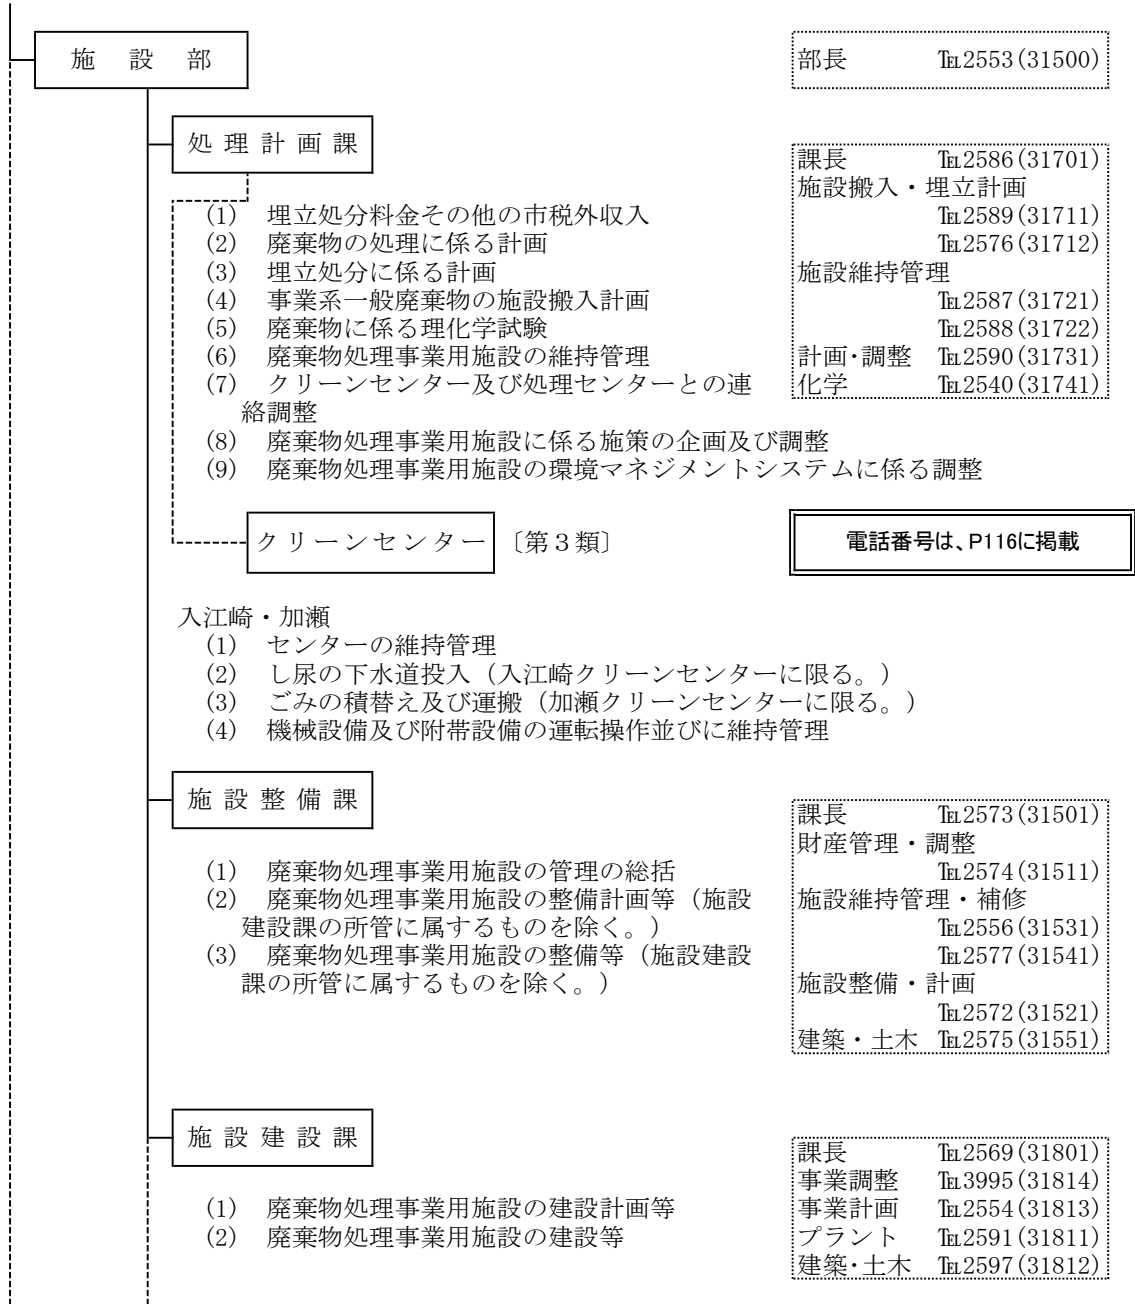 施設部
部長 ℡2553(31500)
処理計画課
(1) 埋立処分料金その他の市税外収入
(2) 廃棄物の処理に係る計画
(3) 埋立処分に係る計画
(4) 事業系一般廃棄物の施設搬入計画
(5) 廃棄物に係る理化学試験
(6) 廃棄物処理事業用施設の維持管理
(7) クリーンセンター及び処理センターとの連
絡調整
(8) 廃棄物処理事業用施設に係る施策の企画及び調整
(9) 廃棄物処理事業用施設の環境マネジメントシステムに係る調整
課長 ℡2586(31701)
施設搬入・埋立計画
℡2589(31711)
℡2576(31712)
施設維持管理
℡2587(31721)
℡2588(31722)
計画・調整 ℡2590(31731)
化学 ℡2540(31741)
クリーンセンター 〔第3類〕
電話番号は、P116に掲載
入江崎・加瀬
(1) センターの維持管理
(2) し尿の下水道投入（入江崎クリーンセンターに限る。）
(3) ごみの積替え及び運搬（加瀬クリーンセンターに限る。）
(4) 機械設備及び附帯設備の運転操作並びに維持管理
施設整備課
(1) 廃棄物処理事業用施設の管理の総括
(2) 廃棄物処理事業用施設の整備計画等（施設
建設課の所管に属するものを除く。）
(3) 廃棄物処理事業用施設の整備等（施設建設
課の所管に属するものを除く。）
課長 ℡2573(31501)
財産管理・調整
℡2574(31511)
施設維持管理・補修
℡2556(31531)
℡2577(31541)
施設整備・計画
℡2572(31521)
建築・土木 ℡2575(31551)
施設建設課
(1) 廃棄物処理事業用施設の建設計画等
(2) 廃棄物処理事業用施設の建設等
課長 ℡2569(31801)
事業調整 ℡3995(31814)
事業計画 ℡2554(31813)
プラント ℡2591(31811)
建築・土木 ℡2597(31812)